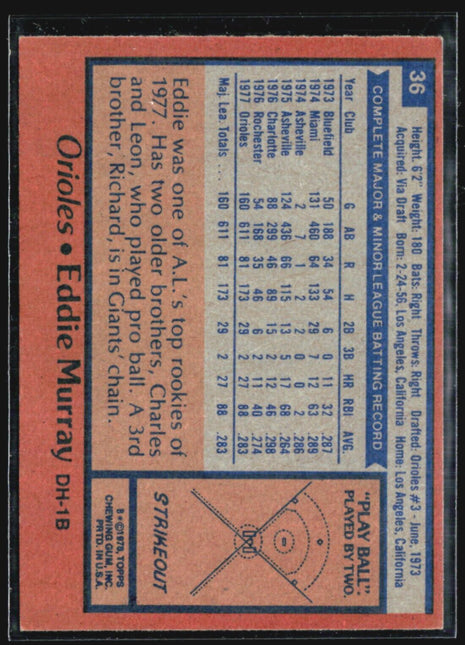 36
Height: 6'2" Weight: 180 Bats: Right Throws: Right Drafted: Orioles #3 - June, 1973
Acquired: Via Draft Born: 2-24-56, Los Angeles, California Home: Los Angeles, California
COMPLETE MAJOR & MINOR LEAGUE BATTING RECORD
Year Club G AB R H 2B 3B HR RBI AVG.
1973 Bluefield 50 188 34 54 6 0 11 32 .287
1974 Miami 131 460 64 133 29 7 12 63 .289
1974 Asheville 2 7 1 2 2 0 0 2 .286
1975 Asheville 124 436 66 115 13 5 17 68 .264
1976 Charlotte 88 299 46 89 15 2 12 46 .298
1976 Rochester 54 168 35 46 6 2 11 40 .274
1977 Orioles 160 611 81 173 29 2 27 88 .283
Maj. Lea. Totals 160 611 81 173 29 2 27 88 .283
Eddie was one of A.L.'s top rookies of
1977. Has two older brothers, Charles
and Leon, who played pro ball. A 3rd
brother, Richard, is in Giants' chain.
"PLAY BALL".
PLAYED BY TWO.
STRIKEOUT
B * © 1978, TOPPS
CHEWING GUM, INC.
PRTD. IN U.S.A.
Orioles • Eddie Murray DH-1B